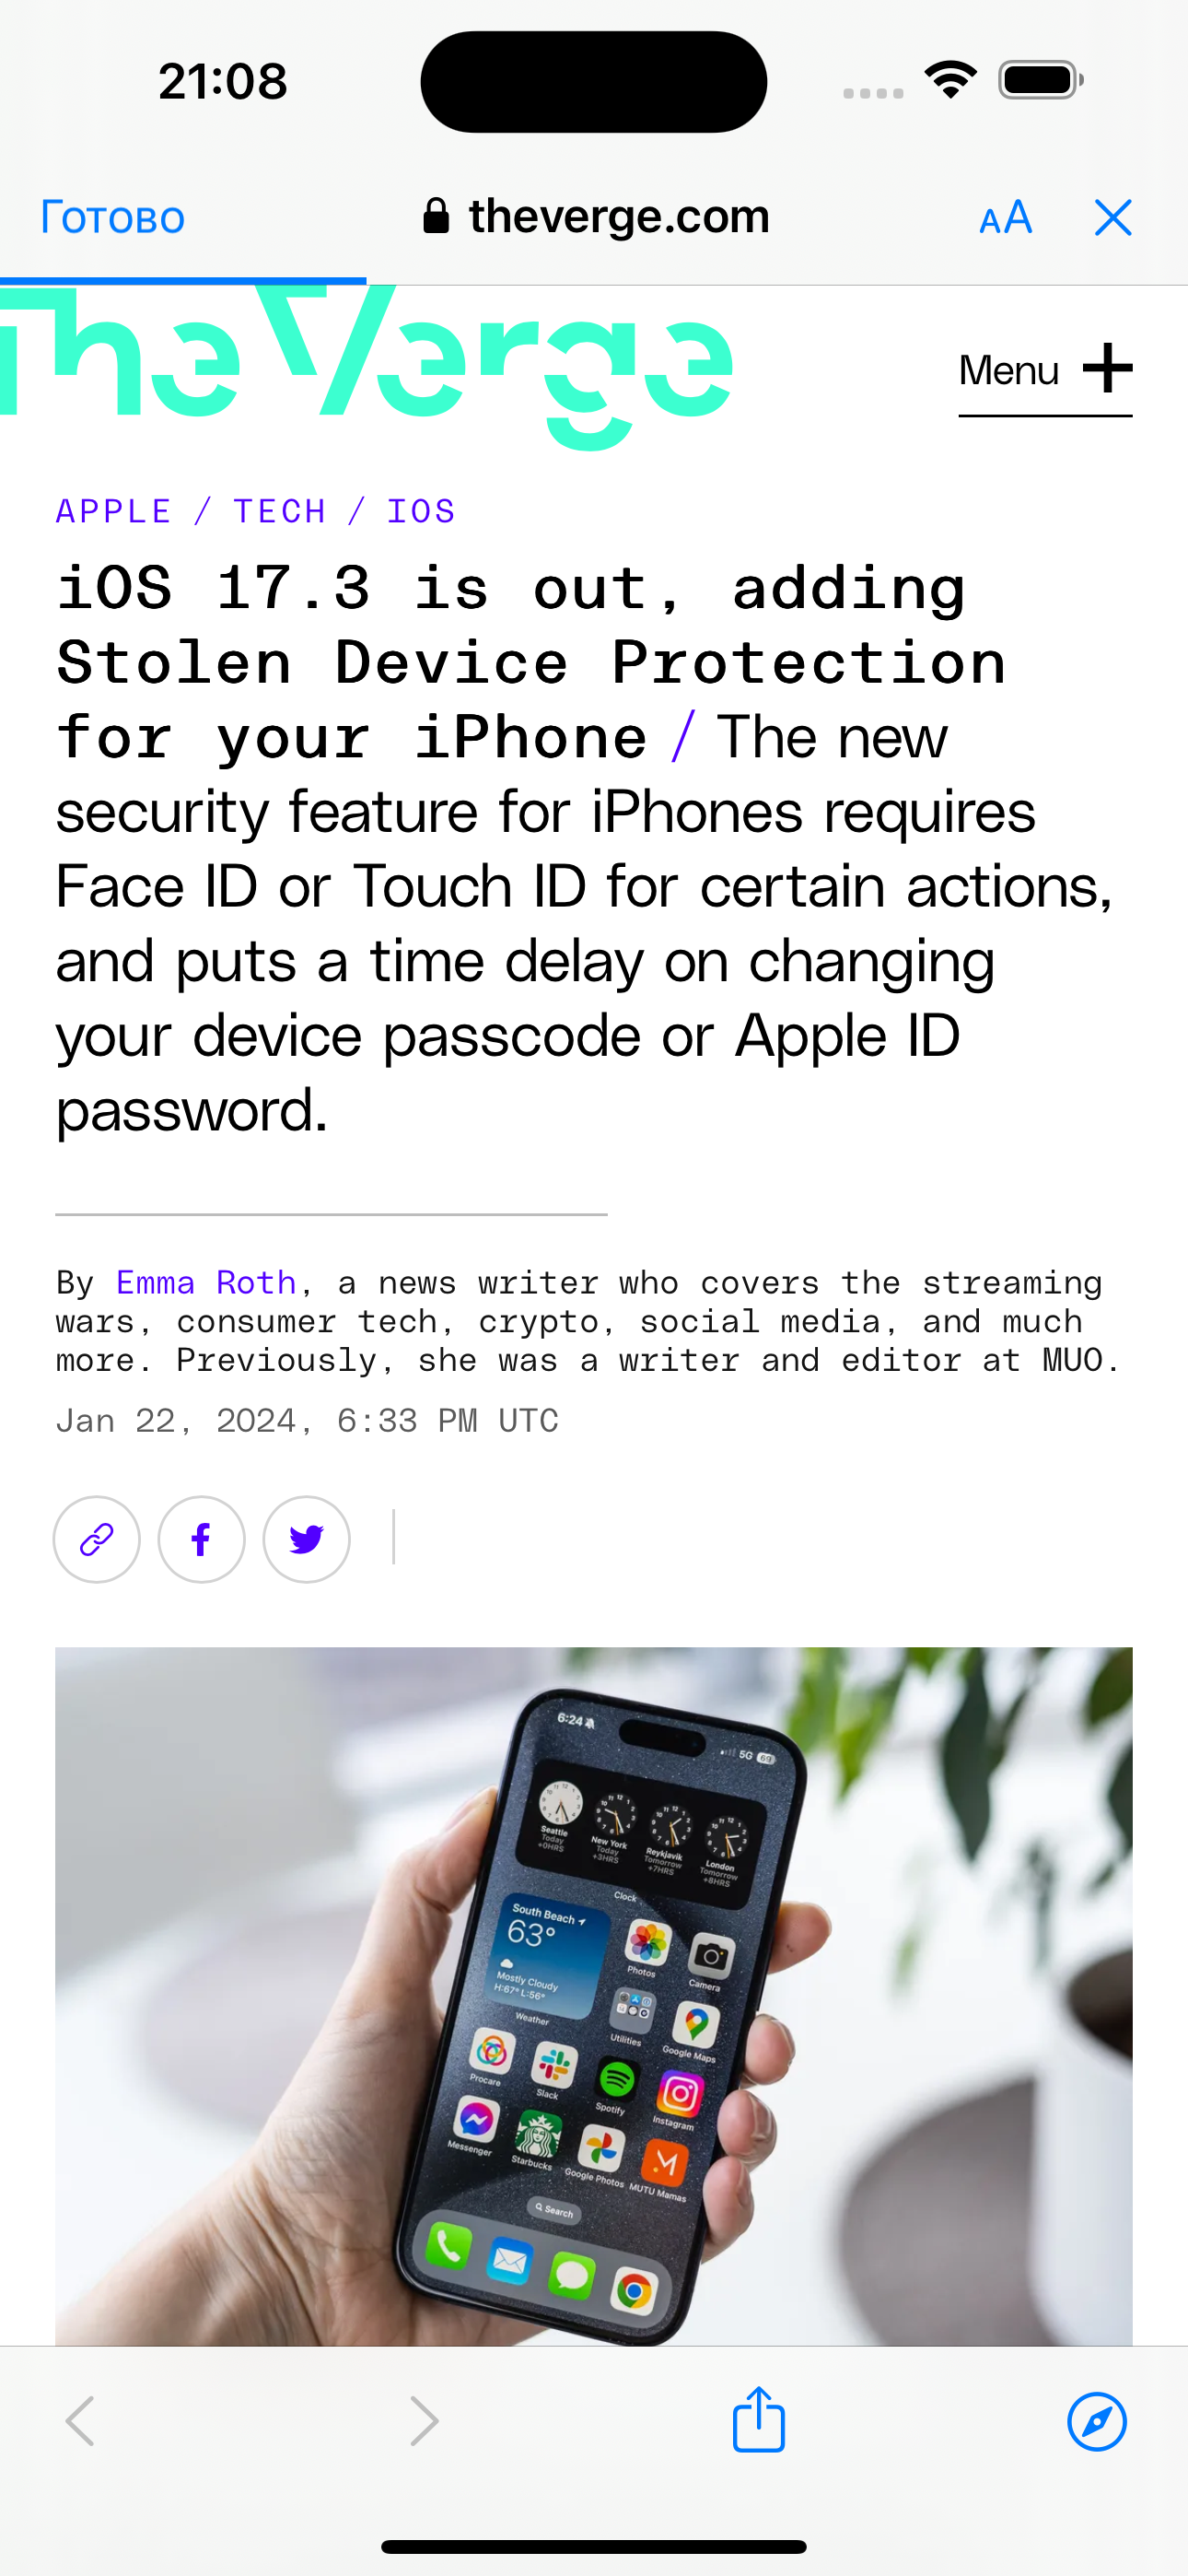 21:08
Готово
theverge.com
AA
The Verge
Menu
APPLE / TECH / IOS
iOS 17.3 is out, adding
Stolen Device Protection
for your iPhone / The new
security feature for iPhones requires
Face ID or Touch ID for certain actions,
and puts a time delay on changing
your device passcode or Apple ID
password.
By Emma Roth, a news writer who covers the streaming
wars, consumer tech, crypto, social media, and much
more. Previously, she was a writer and editor at MUO.
Jan 22, 2024, 6:33 PM UTC
6:24
5G 69
Seattle
Today
+0HRS
New York
Today
+3HRS
Reykjavik
Tomorrow
+7HRS
London
Tomorrow
+8HRS
Clock
South Beach
63°
Mostly Cloudy
H:67° L:56°
Weather
Photos
Camera
Utilities
Google Maps
Procare
Slack
Spotify
Instagram
Messenger
Starbucks
Google Photos
MUTU Mamas
Search